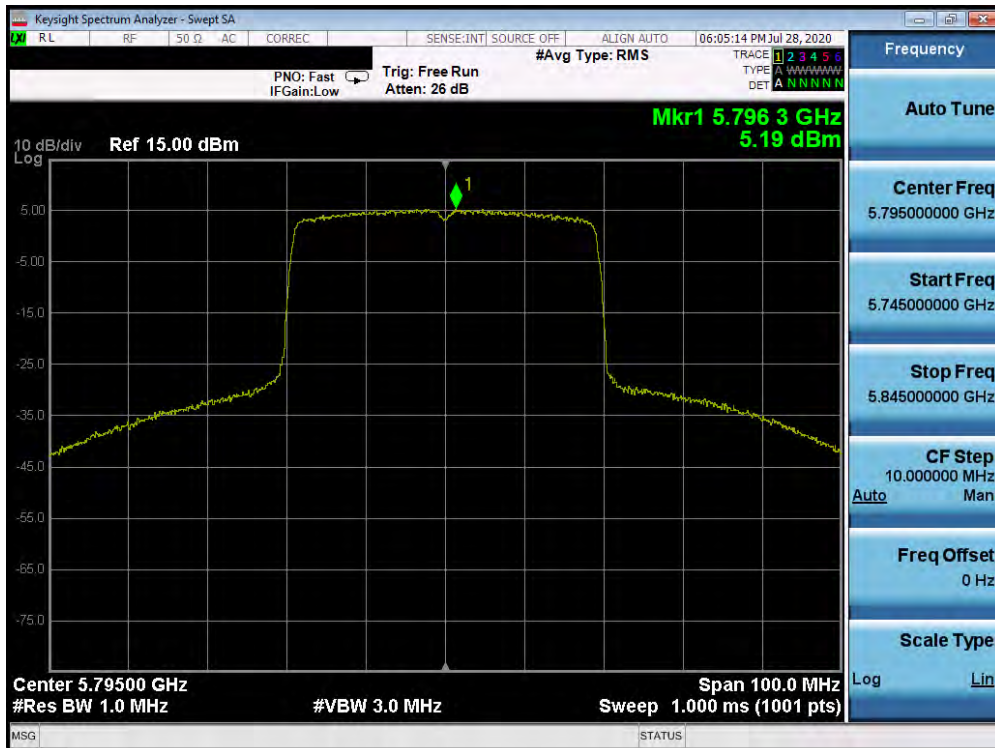 Keysight Spectrum Analyzer - Swept SA
LXI RL RF 50 Ω AC CORREC SENSE:INT SOURCE OFF ALIGN AUTO 06:05:14 PM Jul 28, 2020
#Avg Type: RMS
TRACE 1 2 3 4 5 6
PNO: Fast Trig: Free Run
TYPE A WWWWW
IFGain:Low Atten: 26 dB
DET A N N N N N
Mkr1 5.796 3 GHz
5.19 dBm
10 dB/div Ref 15.00 dBm
Log
1
5.00
-5.00
-15.0
-25.0
-35.0
-45.0
-55.0
-65.0
-75.0
Center 5.79500 GHz Span 100.0 MHz
#Res BW 1.0 MHz #VBW 3.0 MHz Sweep 1.000 ms (1001 pts)
MSG STATUS
Frequency
Auto Tune
Center Freq
5.795000000 GHz
Start Freq
5.745000000 GHz
Stop Freq
5.845000000 GHz
CF Step
10.000000 MHz
Auto Man
Freq Offset
0 Hz
Scale Type
Log Lin